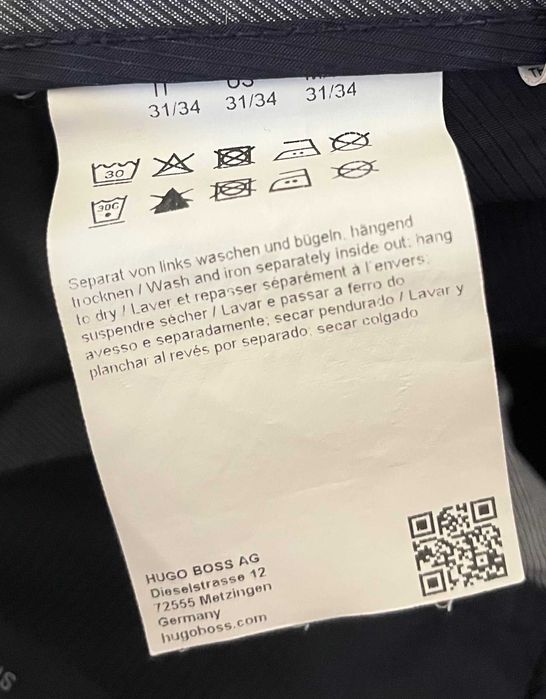 31/34 31/34 31/34
30
30C
Separat von links waschen und bügeln, hängend
trocknen / Wash and iron separately inside out; hang
to dry / Laver et repasser séparément à l'envers;
suspendre sécher / Lavar e passar a ferro do
avesso e separadamente; secar pendurado / Lavar y
planchar al revés por separado; secar colgado
HUGO BOSS AG
Dieselstrasse 12
72555 Metzingen
Germany
hugoboss.com